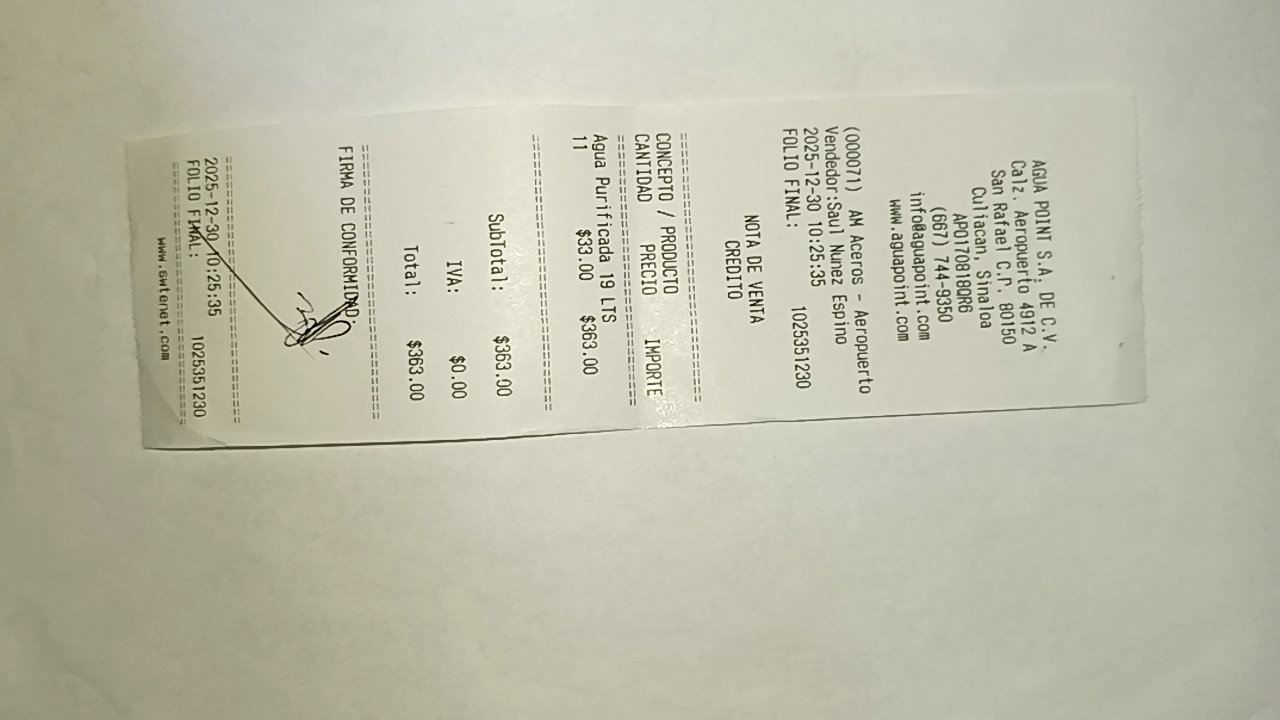 AGUA POINT S.A. DE C.V.
Calz. Aeropuerto 4912 A
San Rafael C.P. 80150
Culiacan, Sinaloa
APO1708180R6
(667) 744-9350
info@aguapoint.com
www.aguapoint.com
NOTA DE VENTA
CREDITO
(000071) AM Aceros - Aeropuerto
Vendedor:Saul Nunez Espino
2025-12-30 10:25:35
FOLIO FINAL: 1025351230
CONCEPTO / PRODUCTO
CANTIDAD PRECIO IMPORTE
Agua Purificada 19 LTS
11 $33.00 $363.00
SubTotal: $363.00
IVA: $0.00
Total: $363.00
FIRMA DE CONFORMIDAD:
2025-12-30 10:25:35
FOLIO FINAL: 1025351230
www.6wternet.com